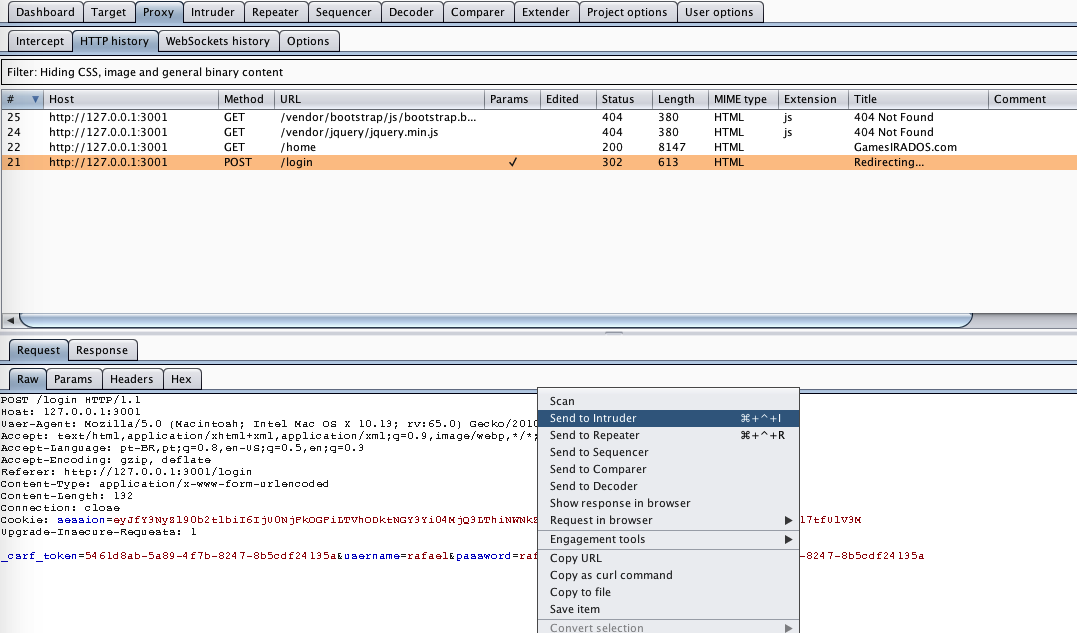 Dashboard Target Proxy Intruder Repeater Sequencer Decoder Comparer Extender Project options User options
Intercept HTTP history WebSockets history Options
Filter: Hiding CSS, image and general binary content
# Host Method URL Params Edited Status Length MIME type Extension Title Comment
25 http://127.0.0.1:3001 GET /vendor/bootstrap/js/bootstrap.b... 404 380 HTML js 404 Not Found
24 http://127.0.0.1:3001 GET /vendor/jquery/jquery.min.js 404 380 HTML js 404 Not Found
22 http://127.0.0.1:3001 GET /home 200 8147 HTML GamesIRADOS.com
21 http://127.0.0.1:3001 POST /login ✓ 302 613 HTML Redirecting...
Request Response
Raw Params Headers Hex
POST /login HTTP/1.1
Host: 127.0.0.1:3001
User-Agent: Mozilla/5.0 (Macintosh; Intel Mac OS X 10.13; rv:65.0) Gecko/2010
Accept: text/html,application/xhtml+xml,application/xml;q=0.9,image/webp,*/*;
Accept-Language: pt-BR,pt;q=0.8,en-US;q=0.5,en;q=0.3
Accept-Encoding: gzip, deflate
Referer: http://127.0.0.1:3001/login
Content-Type: application/x-www-form-urlencoded
Content-Length: 132
Connection: close
Cookie: session=
Upgrade-Insecure-Requests: 1
_csrf_token=5461d8ab-5a89-4f7b-8247-8b5cdf24135a&username=rafael&password=raf -8247-8b5cdf24135a
Scan
Send to Intruder ⌘+^+I
Send to Repeater ⌘+^+R
Send to Sequencer
Send to Comparer
Send to Decoder
Show response in browser
Request in browser
Engagement tools
Copy URL
Copy as curl command
Copy to file
Save item
Convert selection